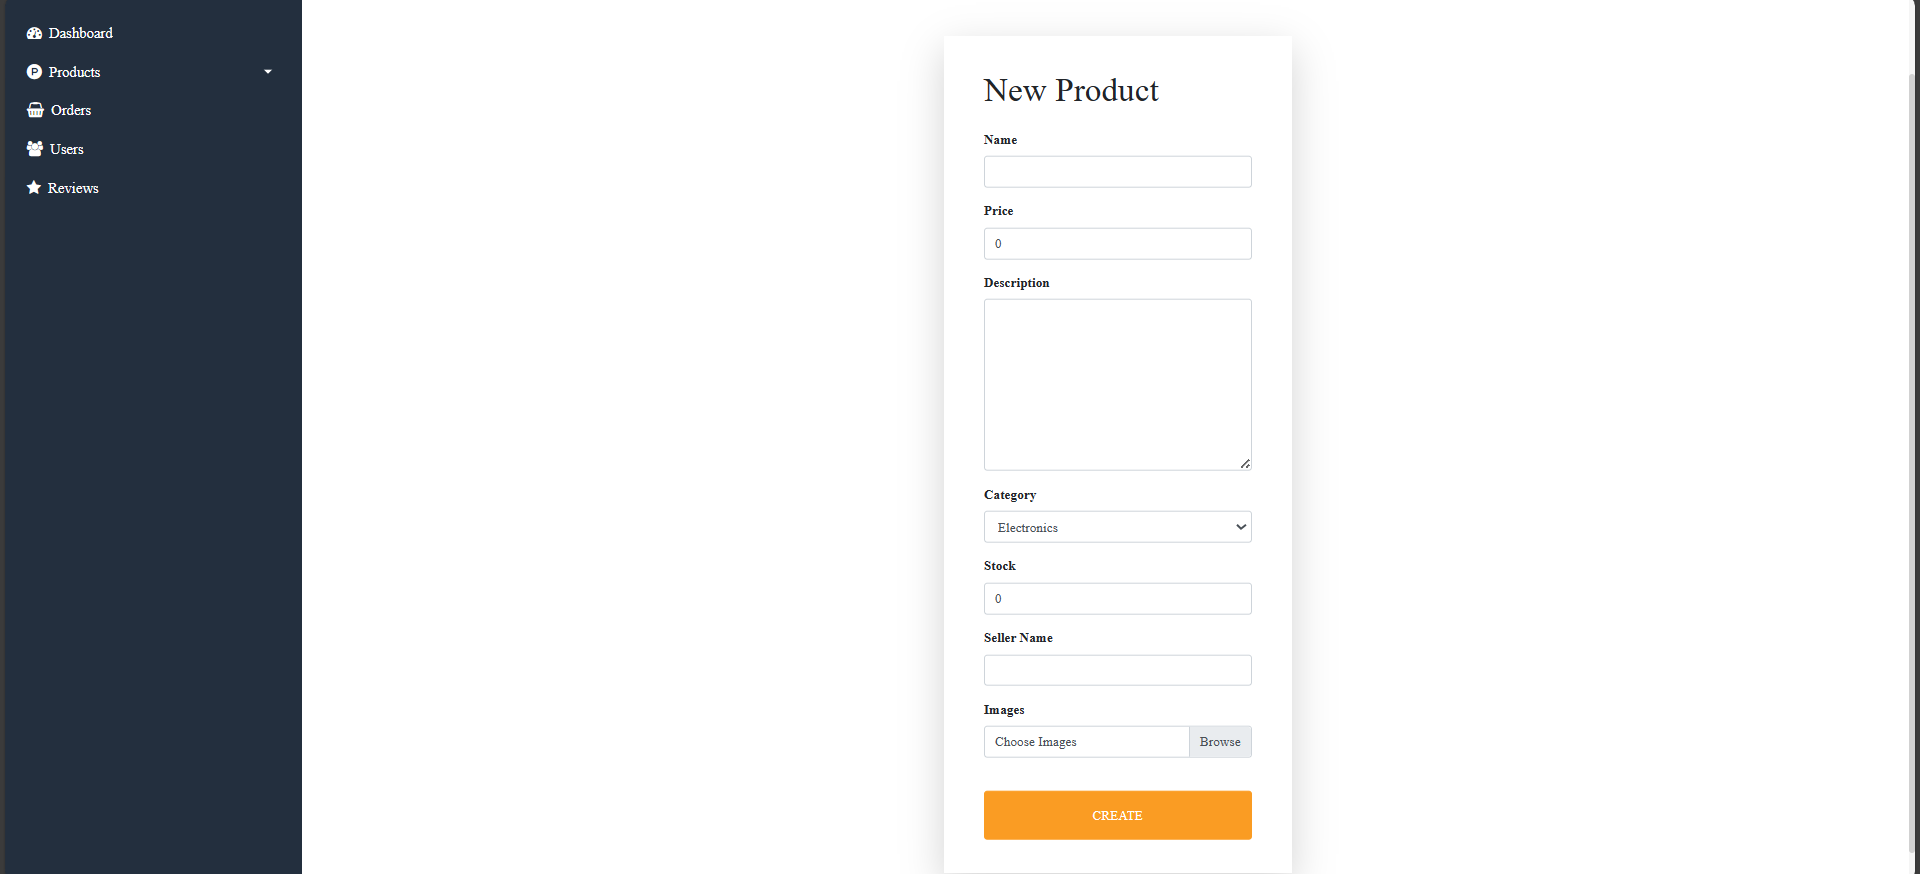 Dashboard
Products
Orders
Users
Reviews
New Product
Name
Price
0
Description
Category
Electronics
Stock
0
Seller Name
Images
Choose Images Browse
CREATE